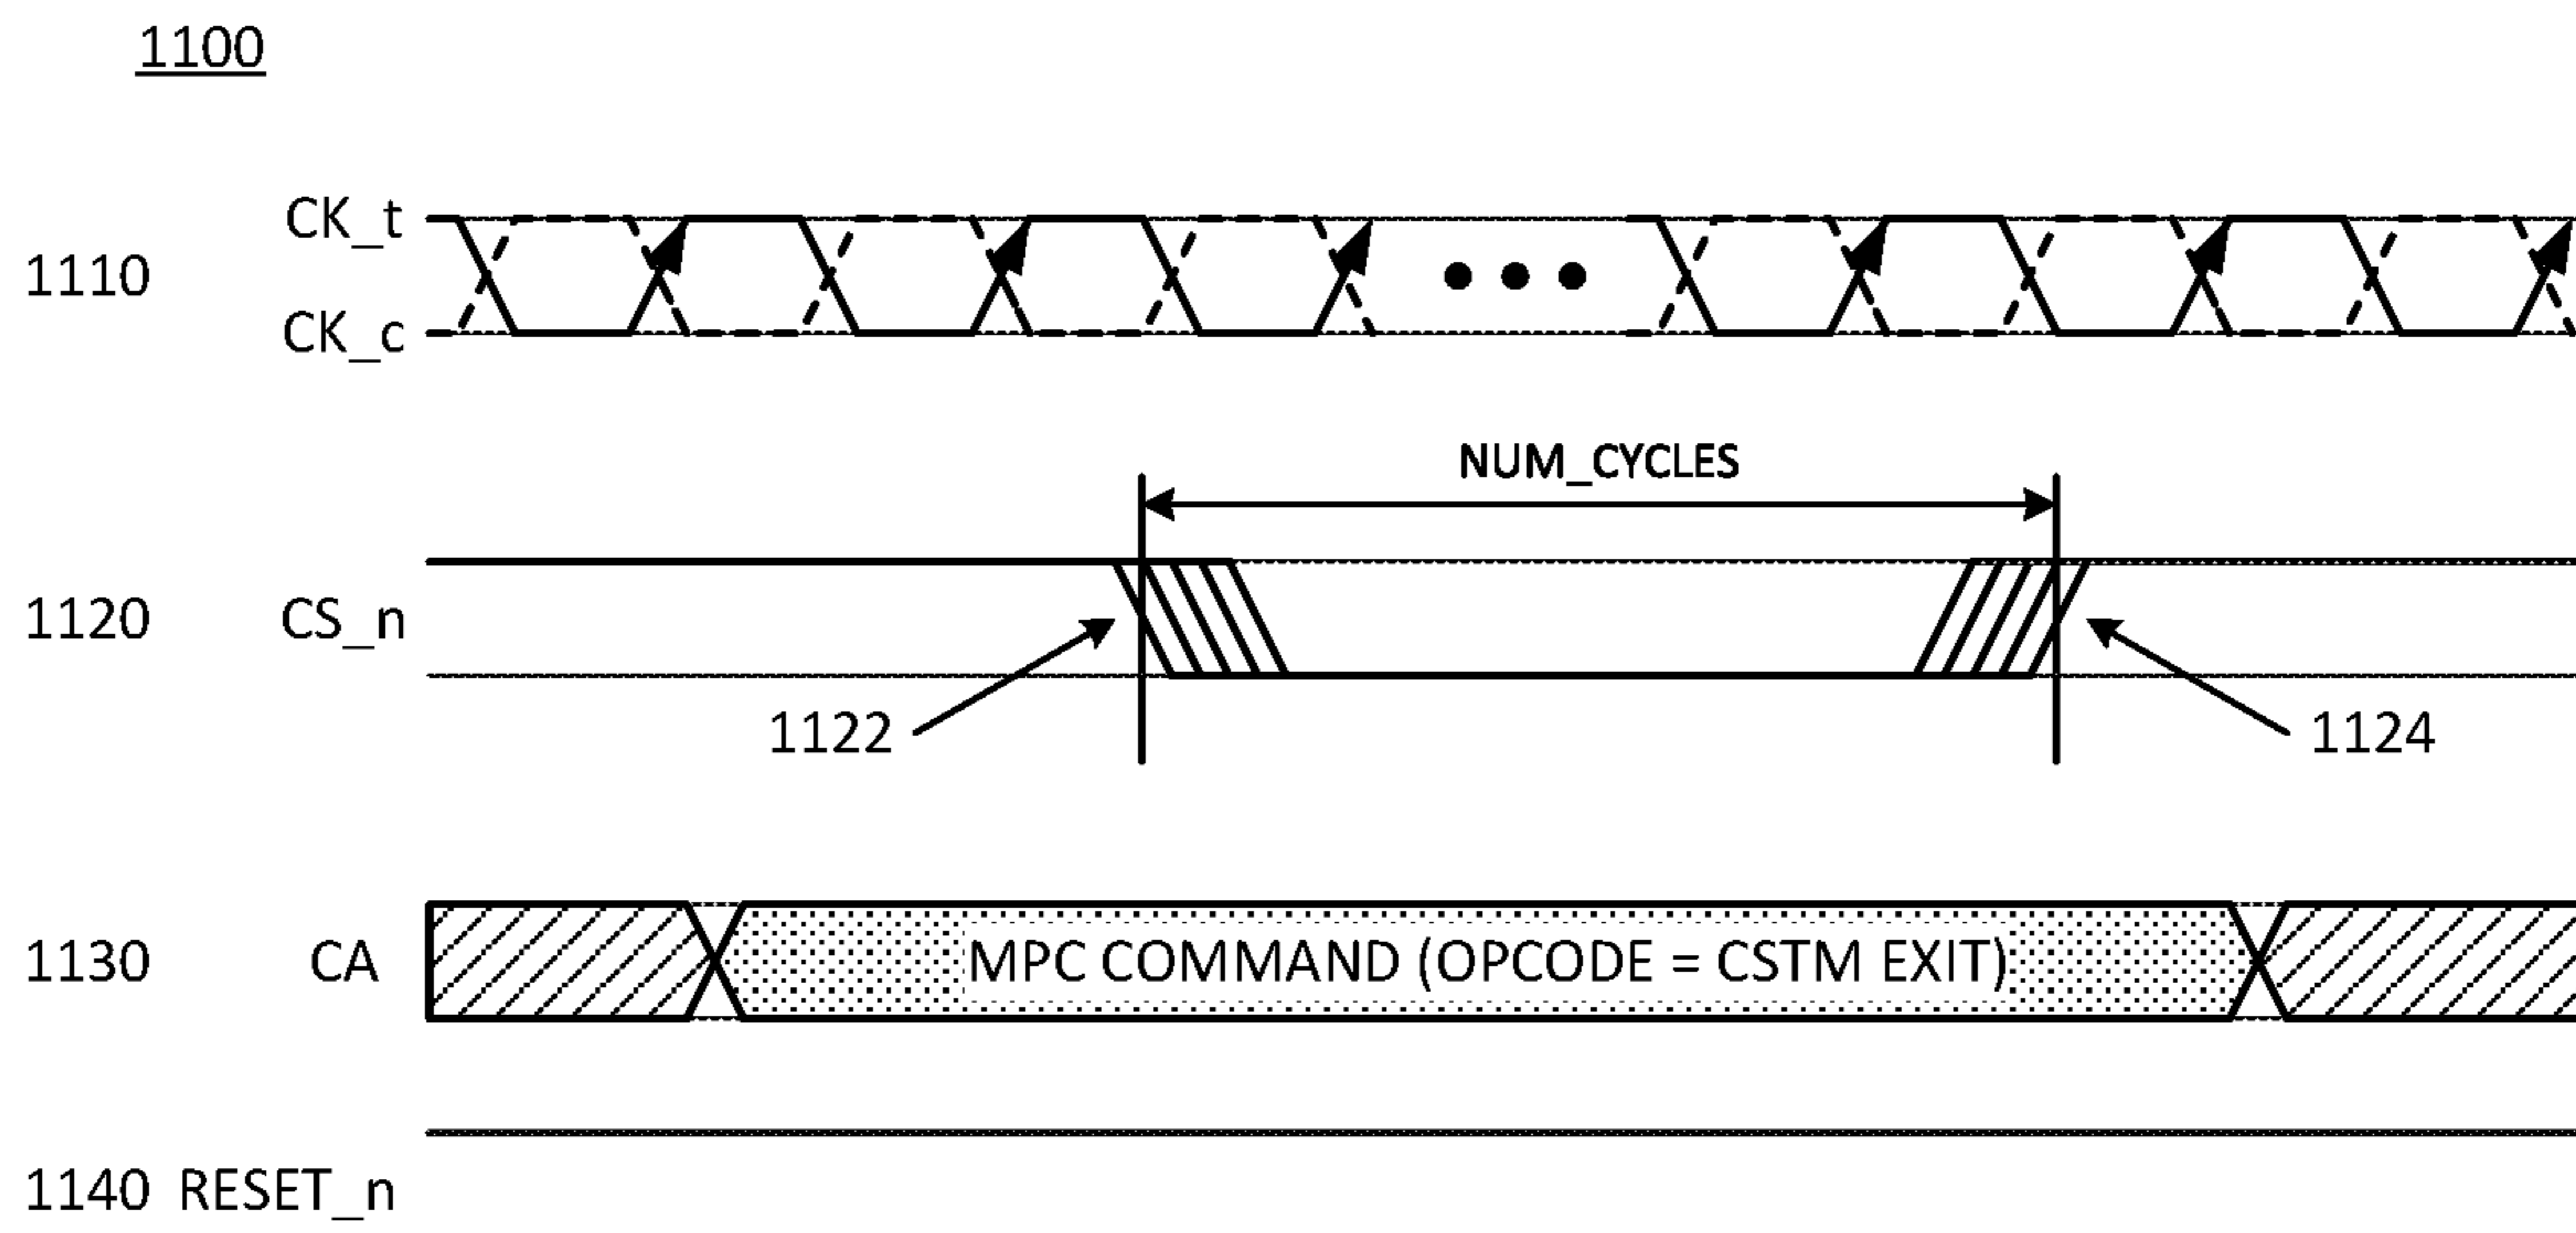 1100
CK_t
1110
CK_c
NUM_CYCLES
1120 CS_n
1122
1124
1130 CA MPC COMMAND (OPCODE = CSTM EXIT)
1140 RESET_n